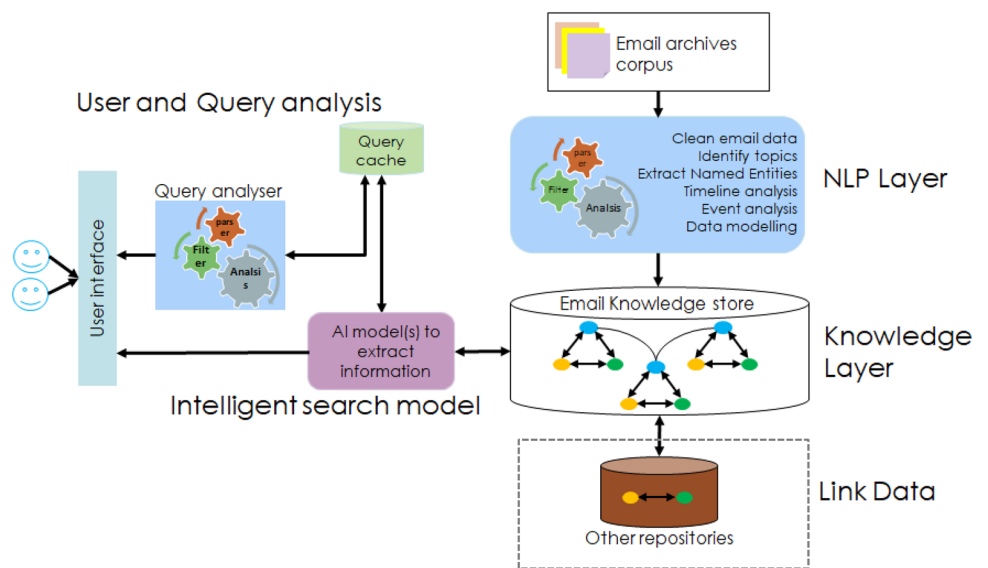 Email archives
corpus
User and Query analysis
Query
cache
Clean email data
Identify topics
Extract Named Entities
Timeline analysis
Event analysis
Data modelling
pars
er
Filter
Analsis
NLP Layer
Query analyser
pars
er
Filt
er
Analsi
s
User interface
Email Knowledge store
AI model(s) to
extract
information
Knowledge
Layer
Intelligent search model
Link Data
Other repositories